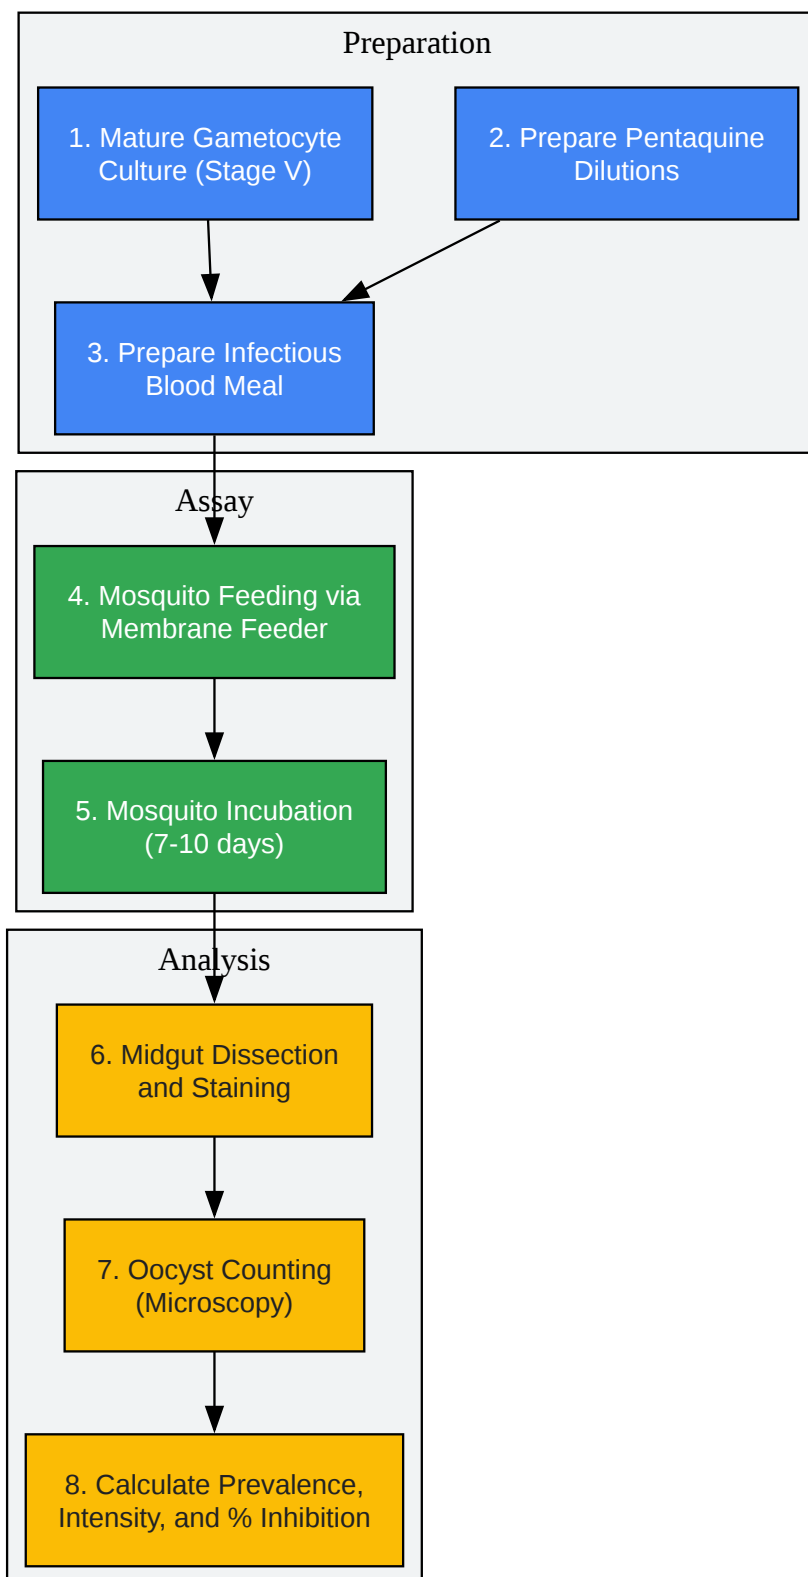 Preparation
1. Mature Gametocyte
Culture (Stage V)
2. Prepare Pentaquine
Dilutions
3. Prepare Infectious
Blood Meal
Assay
4. Mosquito Feeding via
Membrane Feeder
5. Mosquito Incubation
(7-10 days)
Analysis
6. Midgut Dissection
and Staining
7. Oocyst Counting
(Microscopy)
8. Calculate Prevalence,
Intensity, and % Inhibition